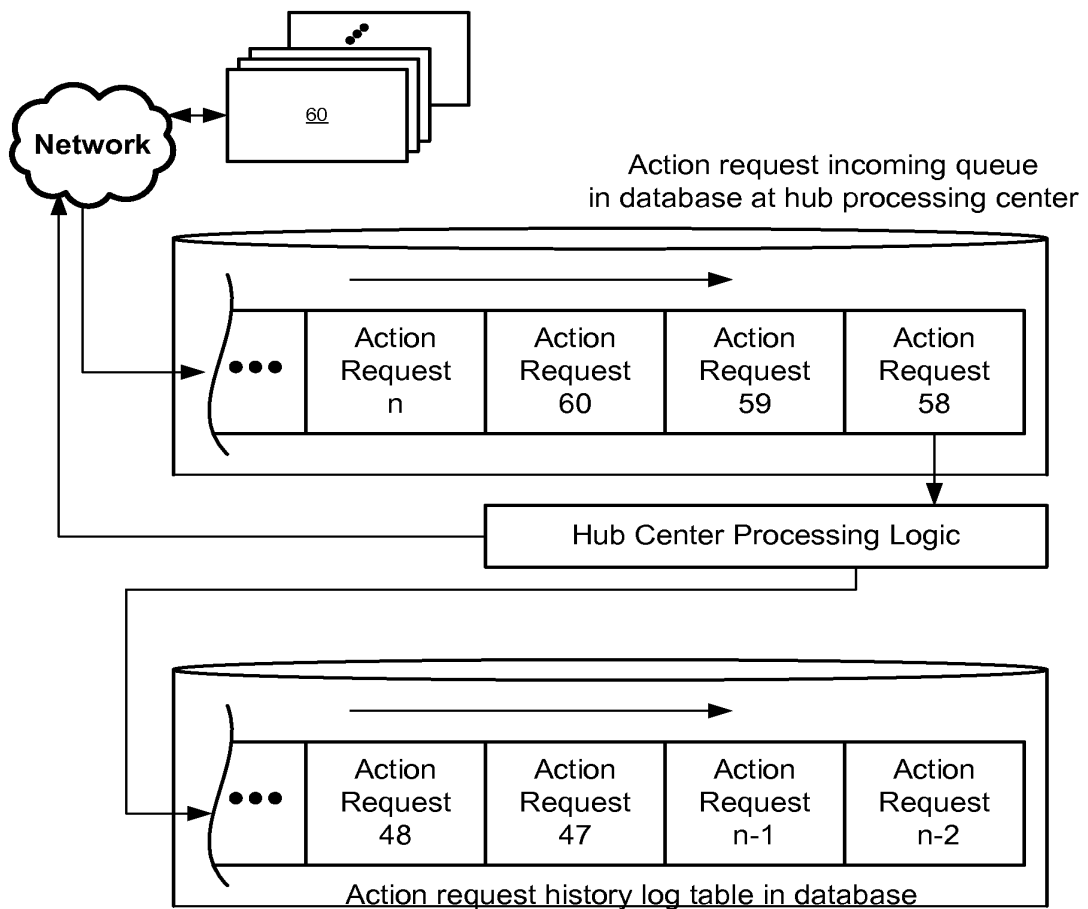 60
Network
Action request incoming queue
in database at hub processing center
Action
Request
n
Action
Request
60
Action
Request
59
Action
Request
58
Hub Center Processing Logic
Action
Request
48
Action
Request
47
Action
Request
n-1
Action
Request
n-2
Action request history log table in database